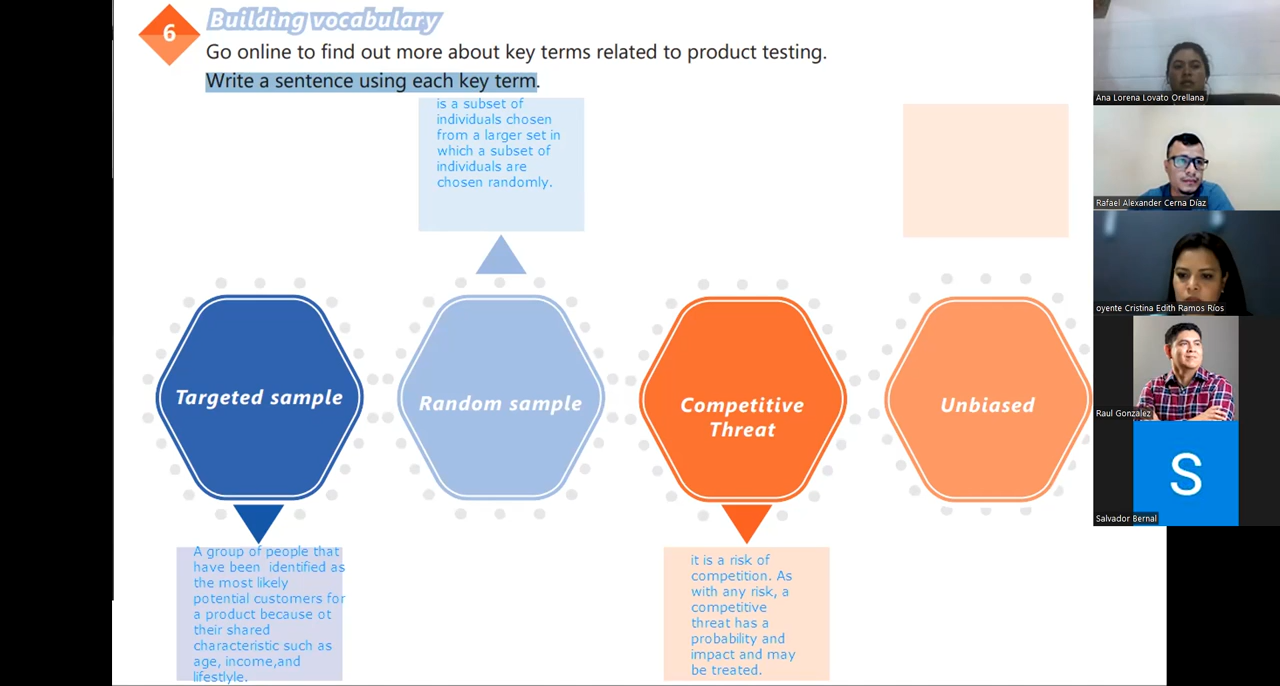 6
Building vocabulary
Go online to find out more about key terms related to product testing.
Write a sentence using each key term.
is a subset of
individuals chosen
from a larger set in
which a subset of
individuals are
chosen randomly.
Targeted sample
Random sample
Competitive
Threat
Unbiased
A group of people that
have been identified as
the most likely
potential customers for
a product because ot
their shared
characteristic such as
age, income,and
lifestlyle.
it is a risk of
competition. As
with any risk, a
competitive
threat has a
probability and
impact and may
be treated.
Ana Lorena Lovato Orellana
Rafael Alexander Cerna Díaz
oyente Cristina Edith Ramos Ríos
Raul Gonzalez
S
Salvador Bernal